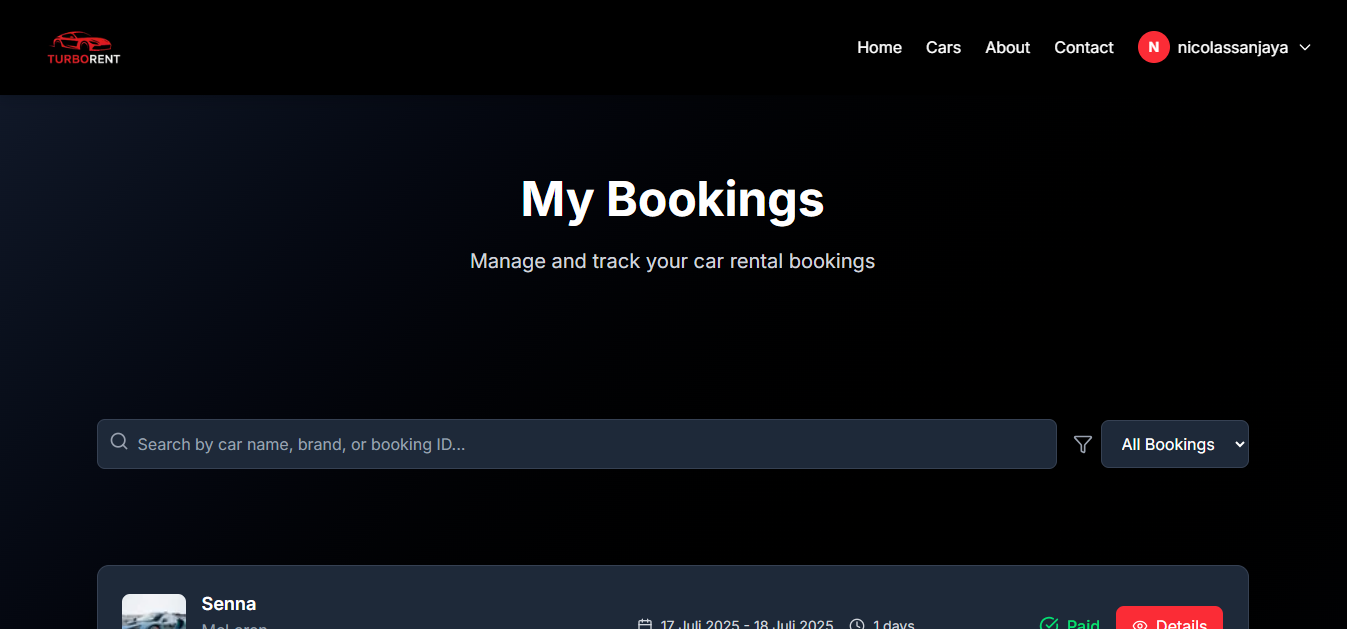 TURBORENT
Home Cars About Contact N nicolassanjaya
My Bookings
Manage and track your car rental bookings
Search by car name, brand, or booking ID...
All Bookings
Senna
McLaren
17 Juli 2025 - 18 Juli 2025 1 days Paid Details